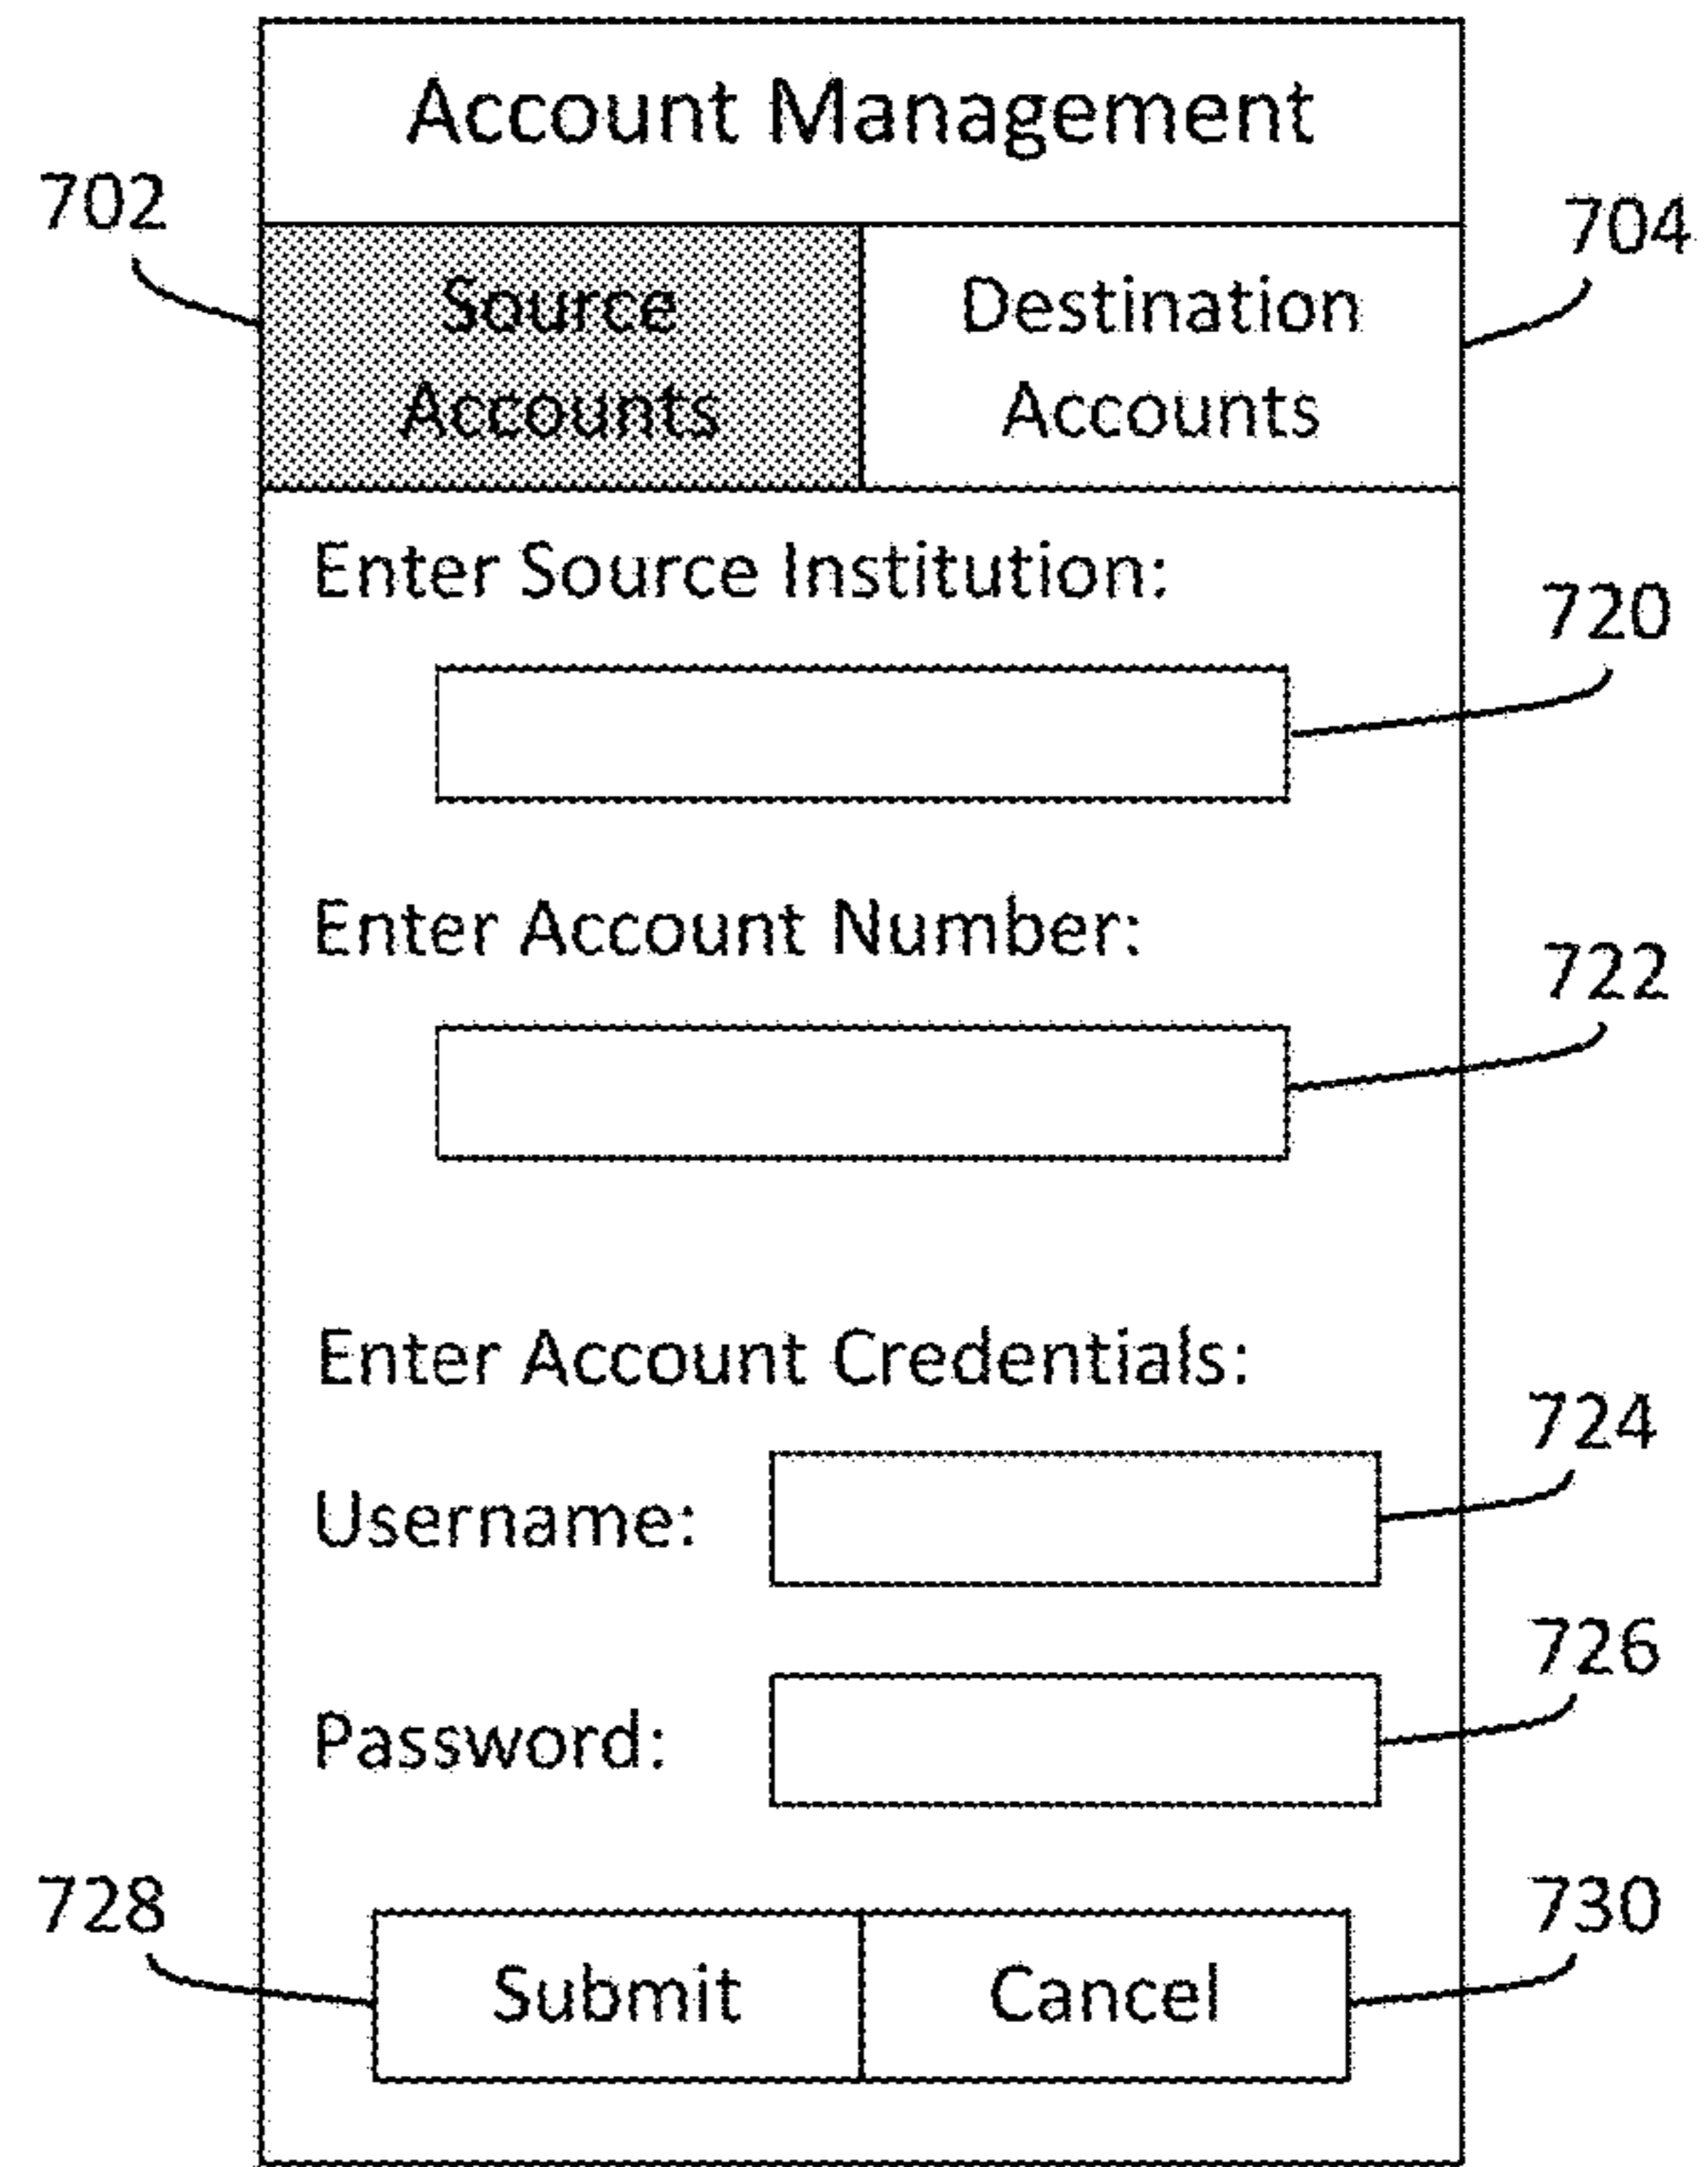 Account Management
702
704
Source
Accounts
Destination
Accounts
Enter Source Institution:
720
Enter Account Number:
722
Enter Account Credentials:
724
Username:
726
Password:
728
730
Submit
Cancel